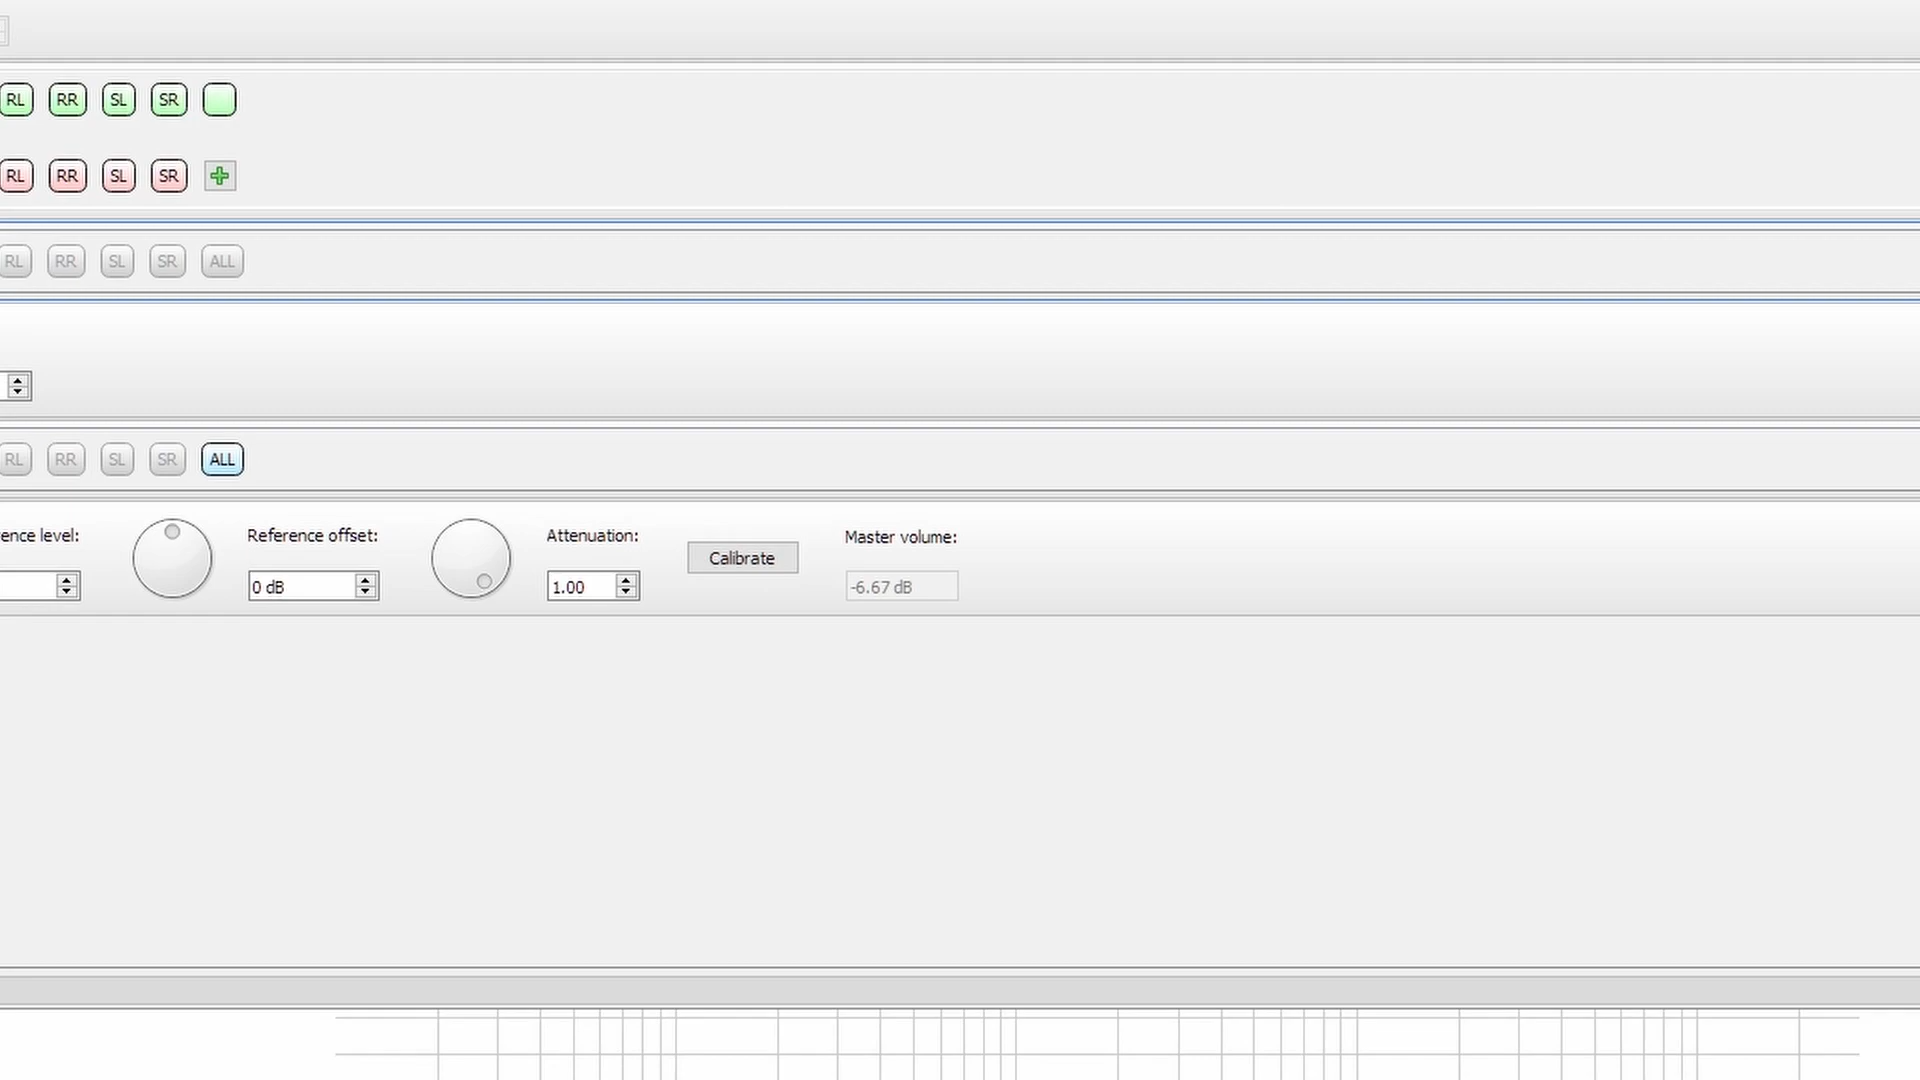 RL RR SL SR
RL RR SL SR
RL RR SL SR ALL
RL RR SL SR ALL
ence level: Reference offset: Attenuation: Calibrate Master volume:
0 dB 1.00 -6.67 dB